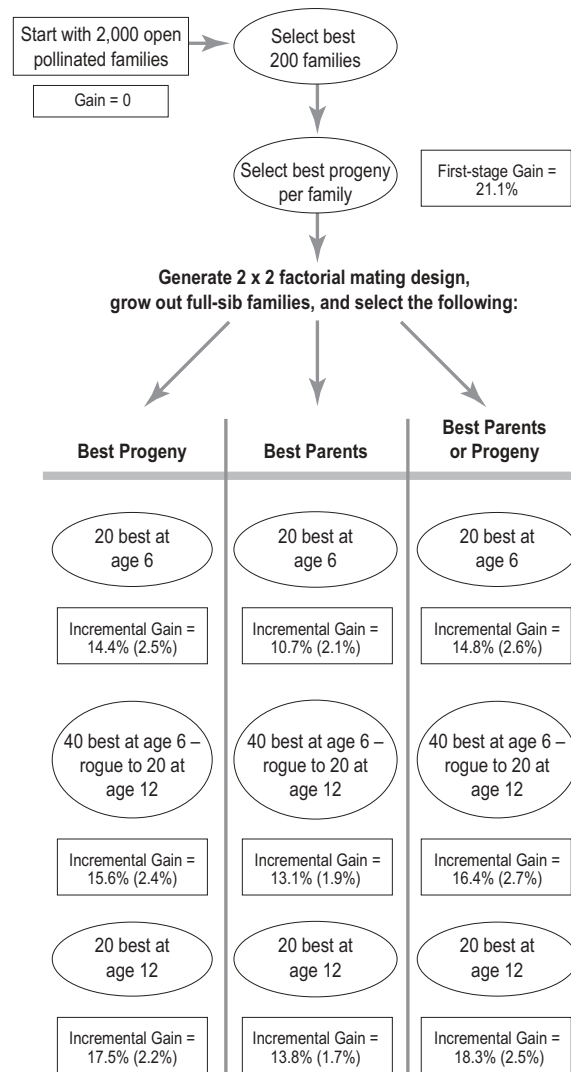 Start with 2,000 open
pollinated families
Gain = 0
Select best
200 families
Select best progeny
per family
First-stage Gain =
21.1%
Generate 2 x 2 factorial mating design,
grow out full-sib families, and select the following:
Best Progeny
Best Parents
Best Parents
or Progeny
20 best at
age 6
20 best at
age 6
20 best at
age 6
Incremental Gain =
14.4% (2.5%)
Incremental Gain =
10.7% (2.1%)
Incremental Gain =
14.8% (2.6%)
40 best at age 6 –
rogue to 20 at
age 12
40 best at age 6 –
rogue to 20 at
age 12
40 best at age 6 –
rogue to 20 at
age 12
Incremental Gain =
15.6% (2.4%)
Incremental Gain =
13.1% (1.9%)
Incremental Gain =
16.4% (2.7%)
20 best at
age 12
20 best at
age 12
20 best at
age 12
Incremental Gain =
17.5% (2.2%)
Incremental Gain =
13.8% (1.7%)
Incremental Gain =
18.3% (2.5%)